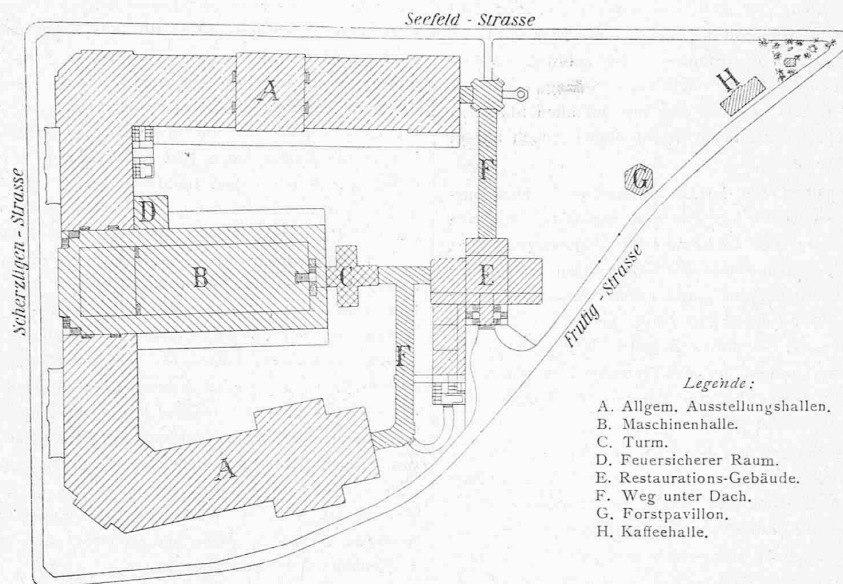 Seefeld - Strasse
A
H
F
G
D
Scherzligen - Strasse
B
C
E
Frutig - Strasse
F
A
Legende:
A. Allgem. Ausstellungshallen.
B. Maschinenhalle.
C. Turm.
D. Feuersicherer Raum.
E. Restaurations-Gebäude.
F. Weg unter Dach.
G. Forstpavillon.
H. Kaffeehalle.